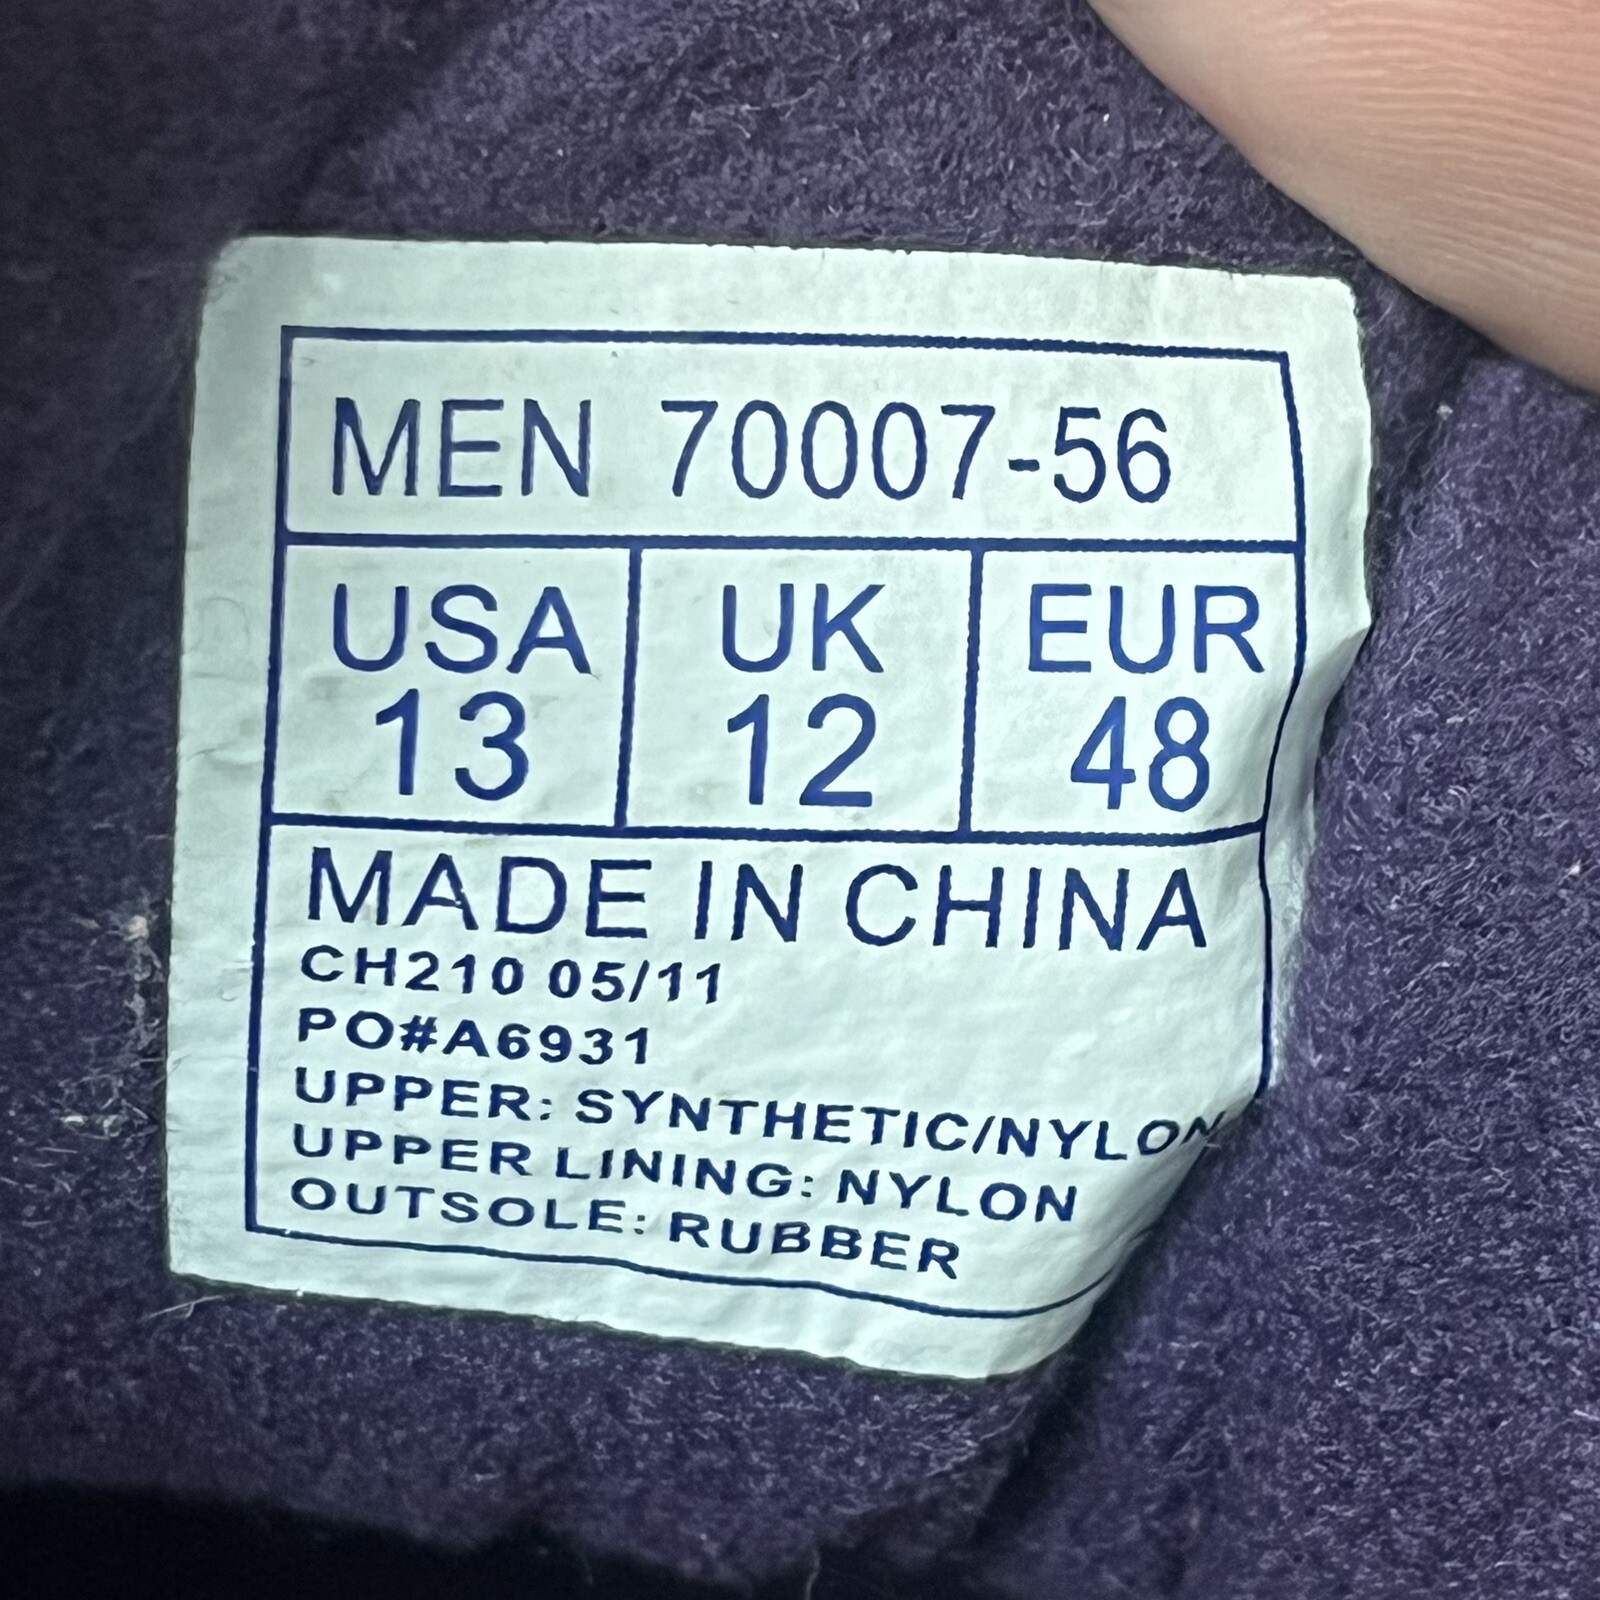 MEN 70007-56
USA UK EUR
13 12 48
MADE IN CHINA
CH210 05/11
PO#A6931
UPPER: SYNTHETIC/NYLON
UPPER LINING: NYLON
OUTSOLE: RUBBER